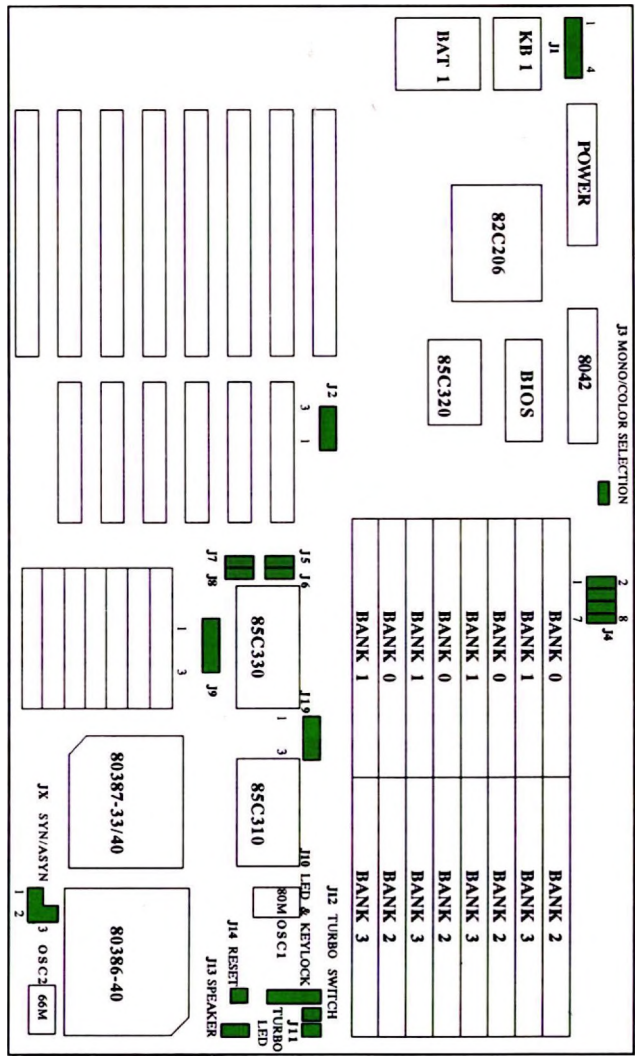 J3 MONO/COLOR SELECTION
2 8
J4
1 7
1 4
J1
POWER
8042
KB 1
BAT 1
82C206
BIOS
85C320
BANK 0 BANK 2
BANK 1 BANK 3
BANK 0 BANK 2
BANK 1 BANK 3
BANK 0 BANK 2
BANK 1 BANK 3
BANK 0 BANK 2
BANK 1 BANK 3
J2
3 1
J5
J6
J7
J8
85C330
J19
1 3
85C310
J12 TURBO SWITCH
J10 LED & KEYLOCK
80M OSC1
J11
TURBO
LED
J14 RESET
J13 SPEAKER
1 3
J9
80387-33/40
80386-40
JX SYN/ASYN
1 2
3 OSC2
66M